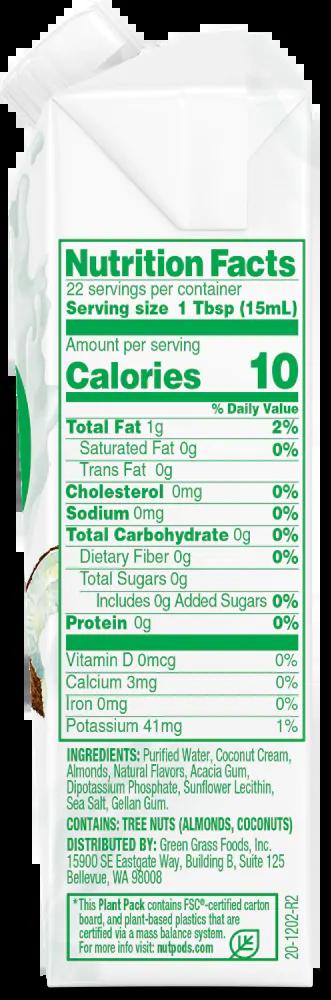 Nutrition Facts
22 servings per container
Serving size 1 Tbsp (15mL)
Amount per serving
Calories 10
% Daily Value
Total Fat 1g 2%
Saturated Fat 0g 0%
Trans Fat 0g
Cholesterol 0mg 0%
Sodium 0mg 0%
Total Carbohydrate 0g 0%
Dietary Fiber 0g 0%
Total Sugars 0g
Includes 0g Added Sugars 0%
Protein 0g 0%
Vitamin D 0mcg 0%
Calcium 3mg 0%
Iron 0mg 0%
Potassium 41mg 1%
INGREDIENTS: Purified Water, Coconut Cream,
Almonds, Natural Flavors, Acacia Gum,
Dipotassium Phosphate, Sunflower Lecithin,
Sea Salt, Gellan Gum.
CONTAINS: TREE NUTS (ALMONDS, COCONUTS)
DISTRIBUTED BY: Green Grass Foods, Inc.
15900 SE Eastgate Way, Building B, Suite 125
Bellevue, WA 98008
*This Plant Pack contains FSC®-certified carton
board, and plant-based plastics that are
certified via a mass balance system.
For more info visit: nutpods.com
20-1202-R2